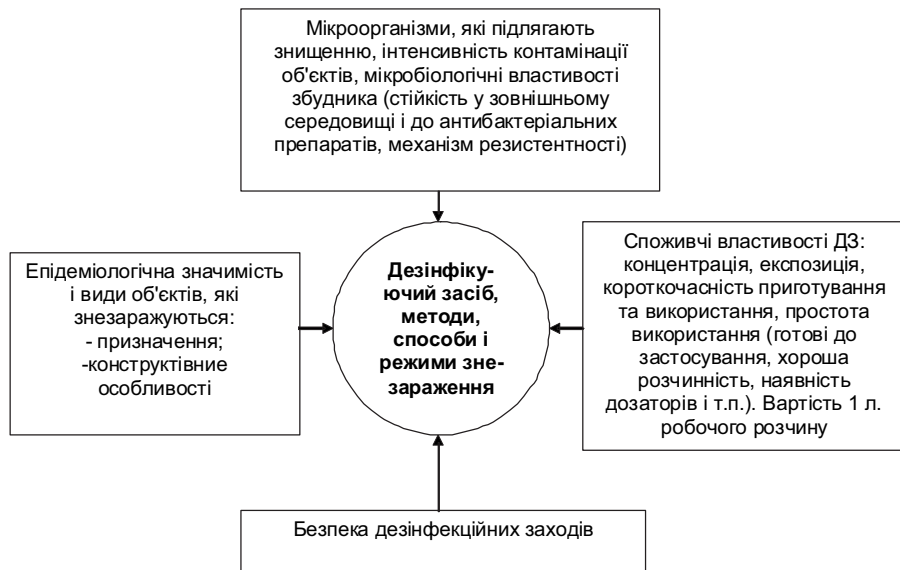 Мікроорганізми, які підлягають
знищенню, інтенсивність контамінації
об'єктів, мікробіологічні властивості
збудника (стійкість у зовнішньому
середовищі і до антибактеріальних
препаратів, механізм резистентності)
Епідеміологічна значимість
і види об'єктів, які
знезаражуються:
- призначення;
-конструктівние
особливості
Дезінфіку-
ючий засіб,
методи,
способи і
режими зне-
зараження
Споживчі властивості ДЗ:
концентрація, експозиція,
короткочасність приготування
та використання, простота
використання (готові до
застосування, хороша
розчинність, наявність
дозаторів і т.п.). Вартість 1 л.
робочого розчину
Безпека дезінфекційних заходів